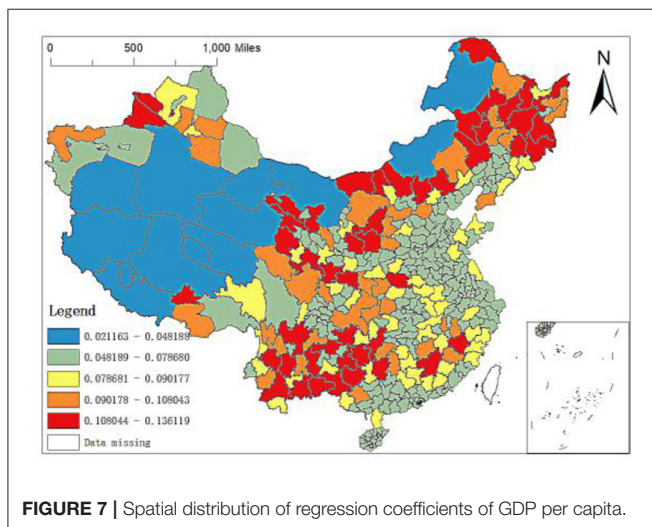 0 500 1,000 Miles
N
Legend
0.021163 - 0.048188
0.048189 - 0.078680
0.078681 - 0.090177
0.090178 - 0.108043
0.108044 - 0.136119
Data missing
FIGURE 7 | Spatial distribution of regression coefficients of GDP per capita.